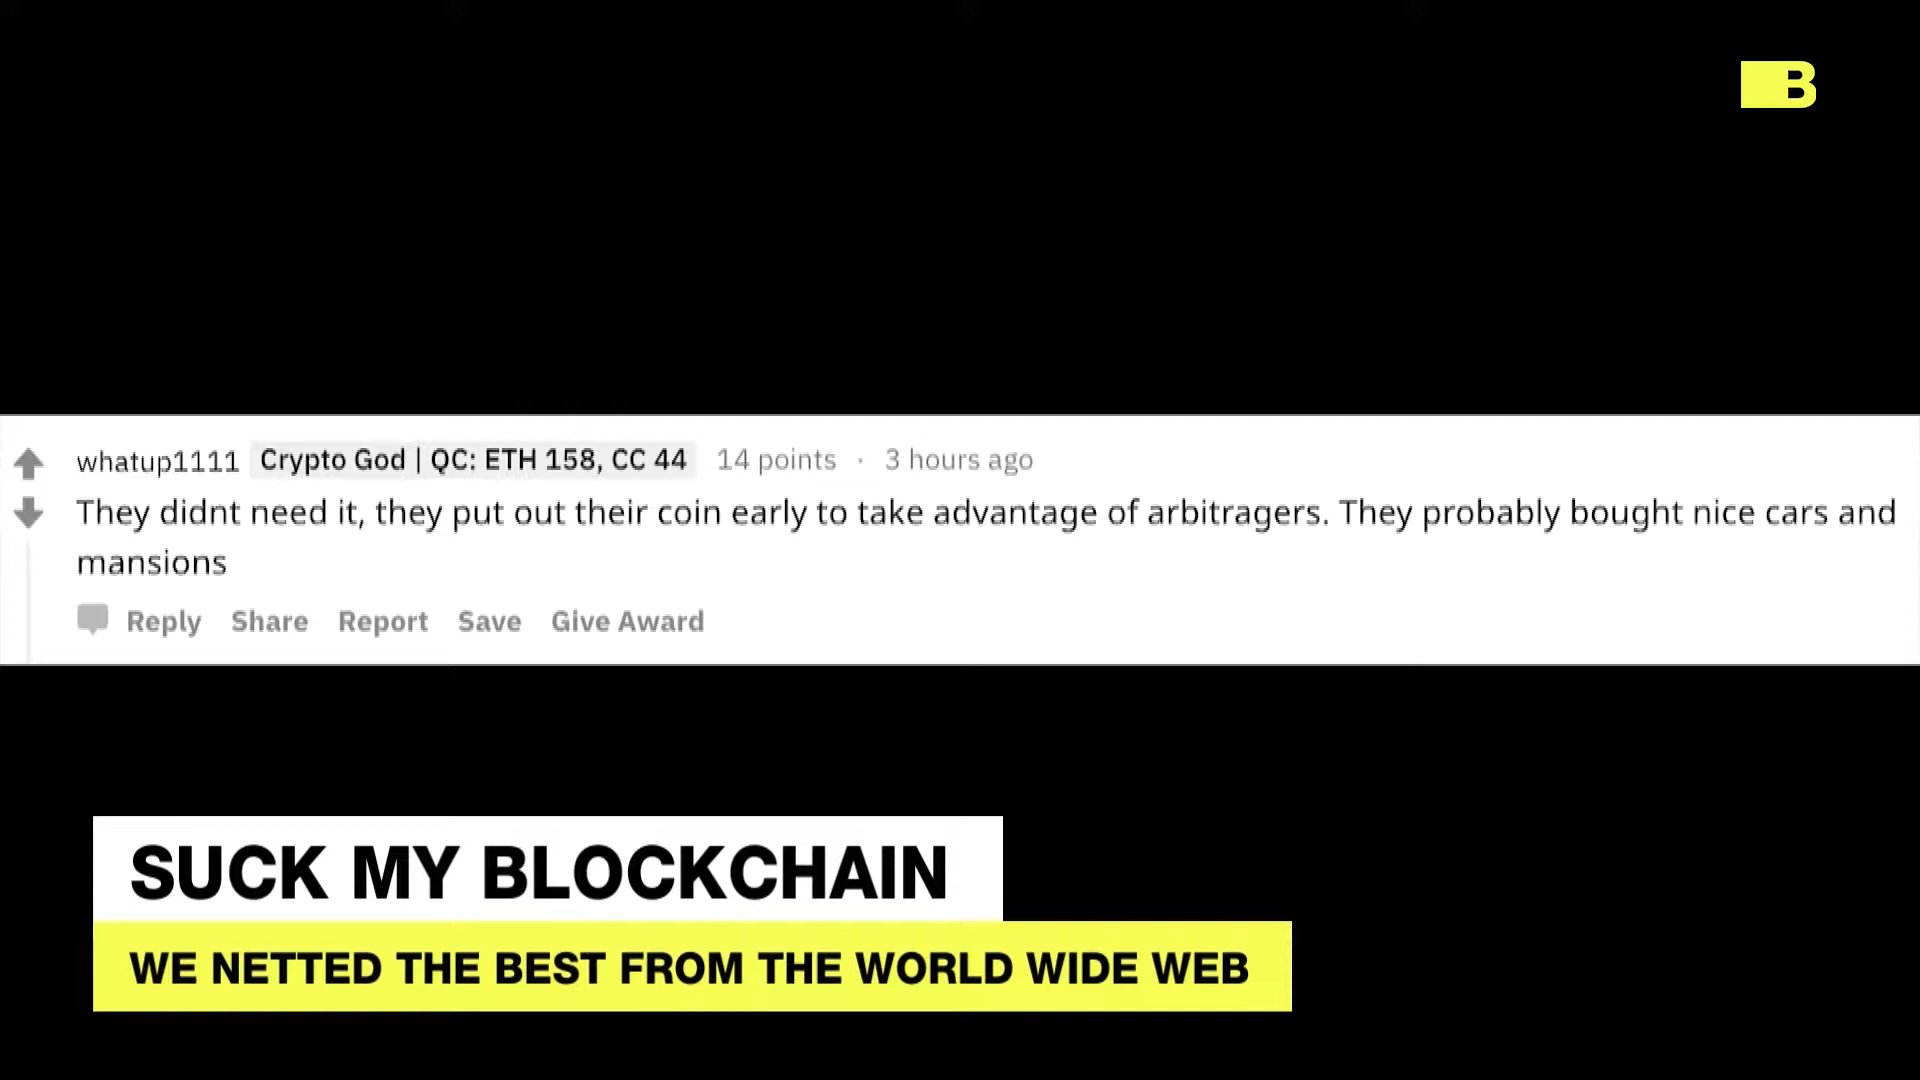 B
whatup1111 Crypto God | QC: ETH 158, CC 44 14 points · 3 hours ago
They didnt need it, they put out their coin early to take advantage of arbitragers. They probably bought nice cars and
mansions
Reply Share Report Save Give Award
SUCK MY BLOCKCHAIN
WE NETTED THE BEST FROM THE WORLD WIDE WEB